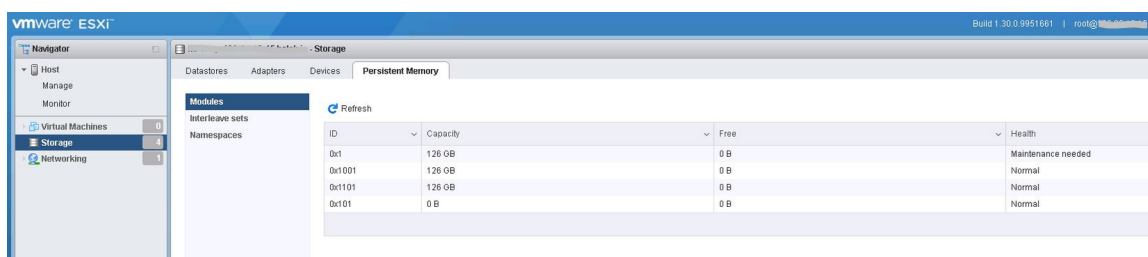 vmware ESXi™
Build 1.30.0.9951661 | root@
Navigator
- Storage
Host
Manage
Monitor
Virtual Machines 0
Storage 4
Networking 1
Datastores Adapters Devices Persistent Memory
Modules
Interleave sets
Namespaces
Refresh
ID Capacity Free Health
0x1 126 GB 0 B Maintenance needed
0x1001 126 GB 0 B Normal
0x1101 126 GB 0 B Normal
0x101 0 B 0 B Normal